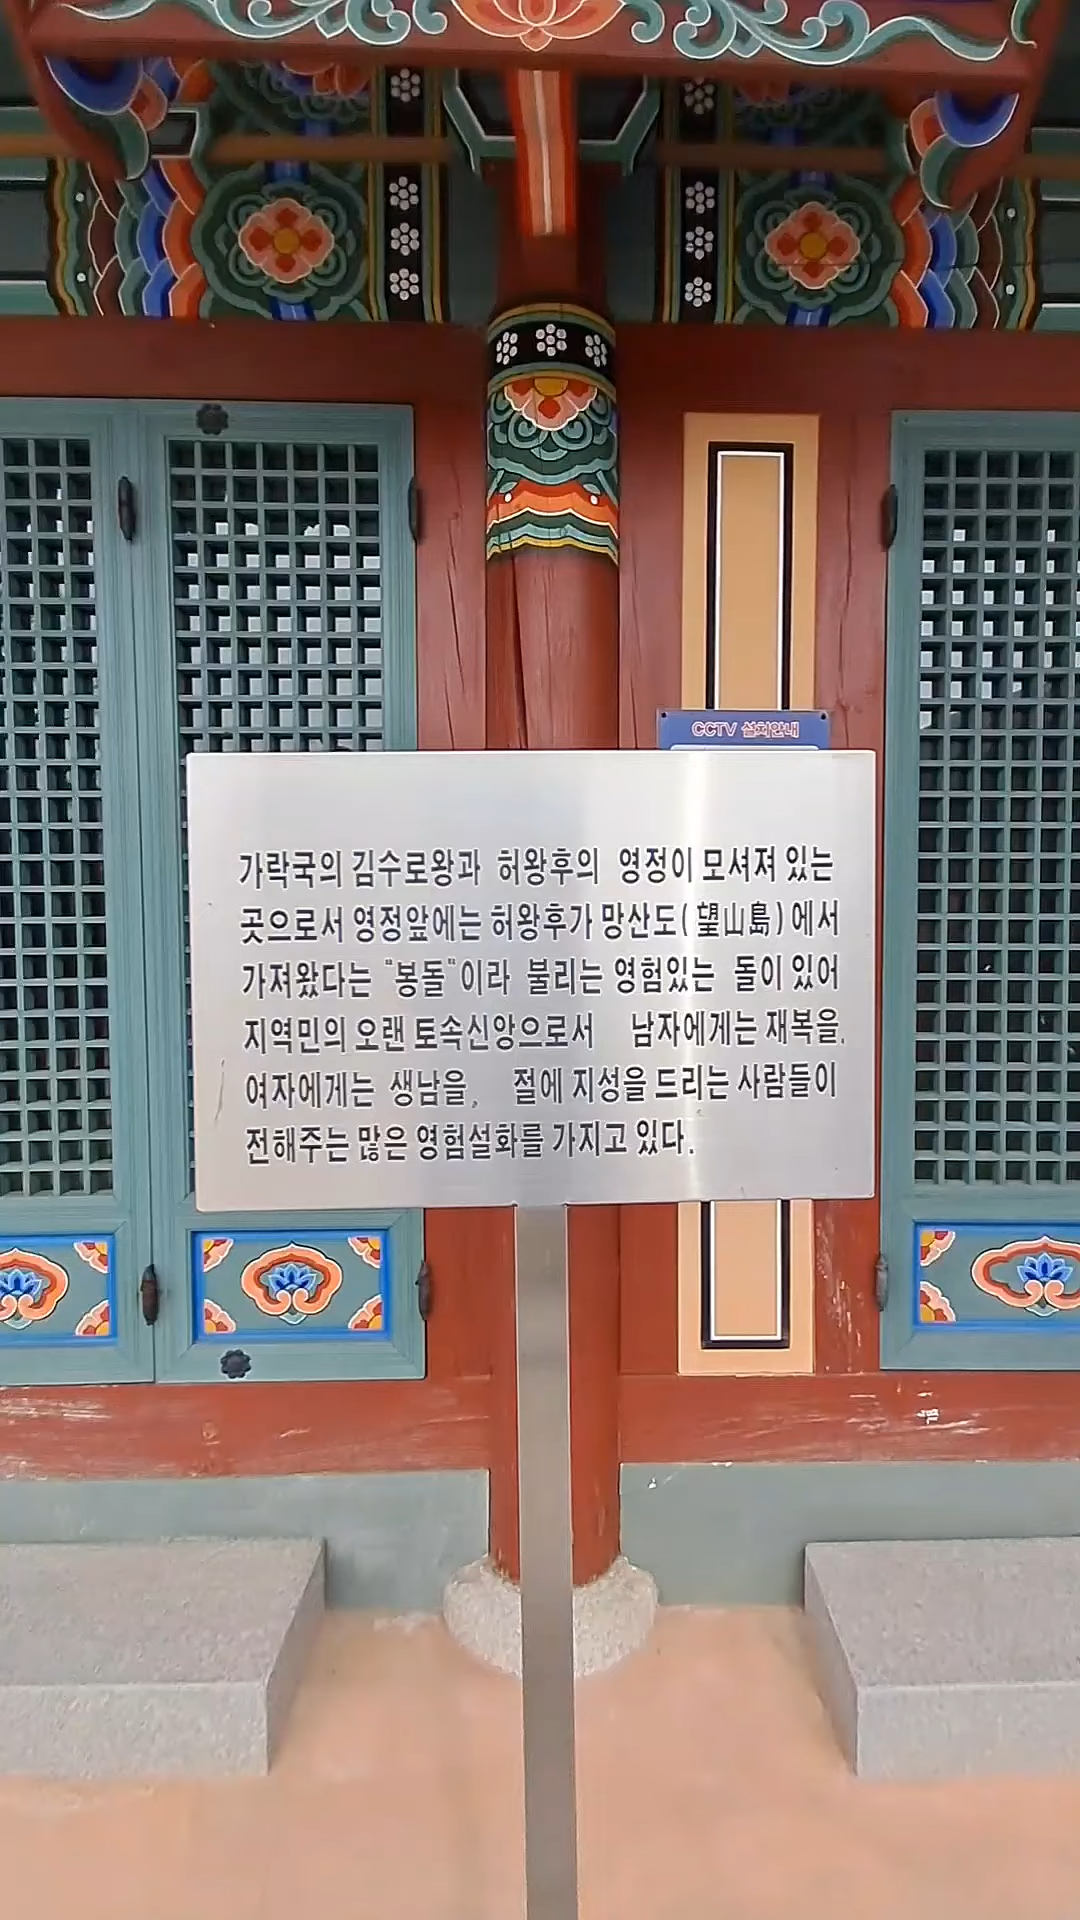 CCTV 설치안내
가락국의 김수로왕과 허왕후의 영정이 모셔져 있는
곳으로서 영정앞에는 허왕후가 망산도(望山島)에서
가져왔다는 "봉돌"이라 불리는 영험있는 돌이 있어
지역민의 오랜 토속신앙으로서 남자에게는 재복을,
여자에게는 생남을, 절에 지성을 드리는 사람들이
전해주는 많은 영험설화를 가지고 있다.